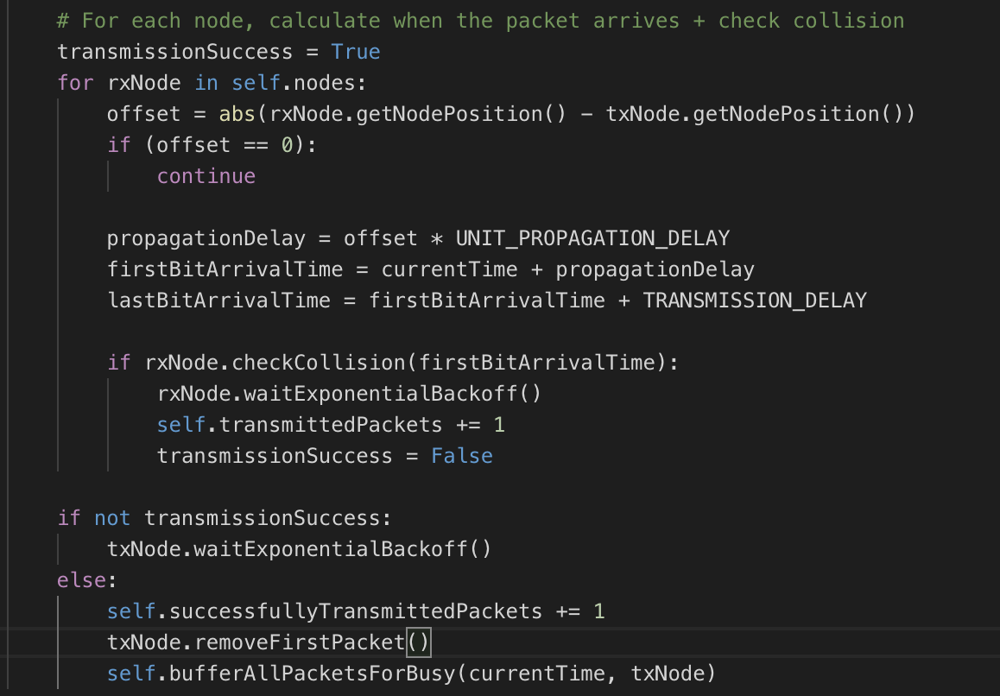 # For each node, calculate when the packet arrives + check collision
transmissionSuccess = True
for rxNode in self.nodes:
    offset = abs(rxNode.getNodePosition() - txNode.getNodePosition())
    if (offset == 0):
        continue

    propagationDelay = offset * UNIT_PROPAGATION_DELAY
    firstBitArrivalTime = currentTime + propagationDelay
    lastBitArrivalTime = firstBitArrivalTime + TRANSMISSION_DELAY

    if rxNode.checkCollision(firstBitArrivalTime):
        rxNode.waitExponentialBackoff()
        self.transmittedPackets += 1
        transmissionSuccess = False

if not transmissionSuccess:
    txNode.waitExponentialBackoff()
else:
    self.successfullyTransmittedPackets += 1
    txNode.removeFirstPacket()
    self.bufferAllPacketsForBusy(currentTime, txNode)